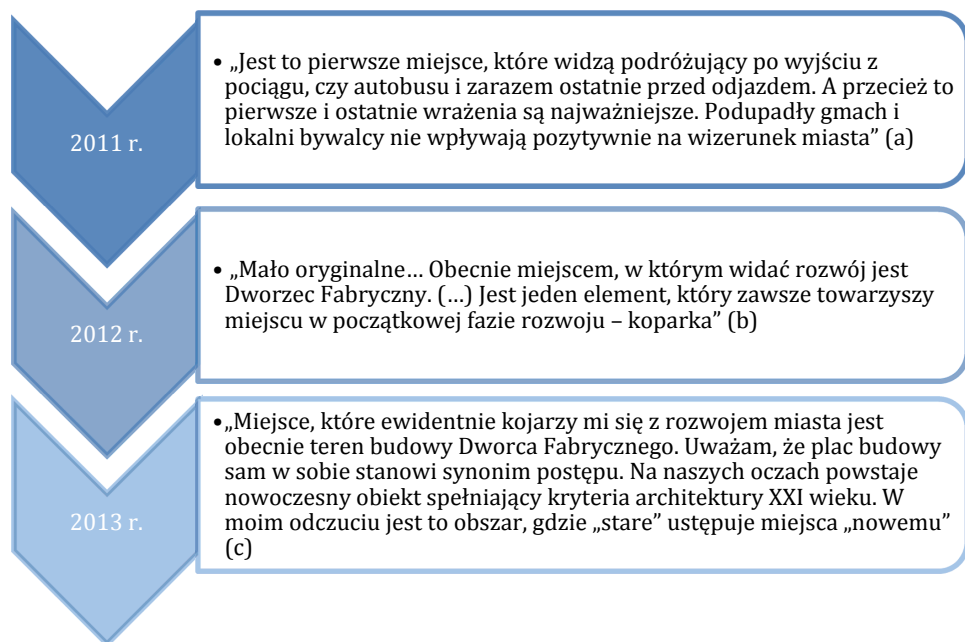 2011 r.
• „Jest to pierwsze miejsce, które widzą podróżujący po wyjściu z
pociągu, czy autobusu i zarazem ostatnie przed odjazdem. A przecież to
pierwsze i ostatnie wrażenia są najważniejsze. Podupadły gmach i
lokalni bywalcy nie wpływają pozytywnie na wizerunek miasta” (a)
2012 r.
• „Mało oryginalne… Obecnie miejscem, w którym widać rozwój jest
Dworzec Fabryczny. (…) Jest jeden element, który zawsze towarzyszy
miejscu w początkowej fazie rozwoju – koparka” (b)
2013 r.
•„Miejsce, które ewidentnie kojarzy mi się z rozwojem miasta jest
obecnie teren budowy Dworca Fabrycznego. Uważam, że plac budowy
sam w sobie stanowi synonim postępu. Na naszych oczach powstaje
nowoczesny obiekt spełniający kryteria architektury XXI wieku. W
moim odczuciu jest to obszar, gdzie „stare” ustępuje miejsca „nowemu”
(c)